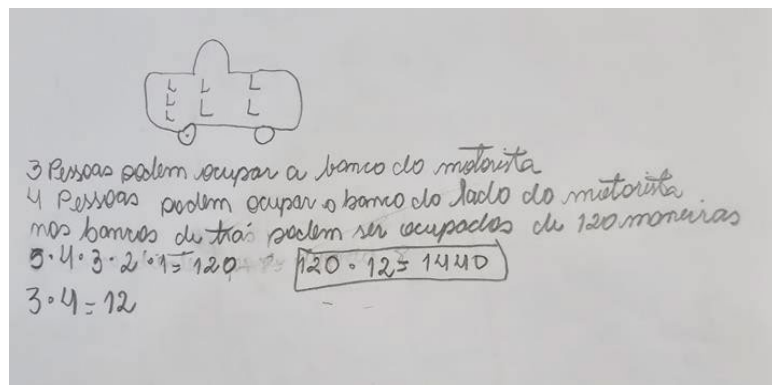 3 Pessoas podem ocupar a banco do motorista
4 Pessoas podem ocupar o banco do lado do motorista
nos bancos de trás podem ser ocupados de 120 maneiras
5·4·3·2·1=120 120·12=1440
3·4=12